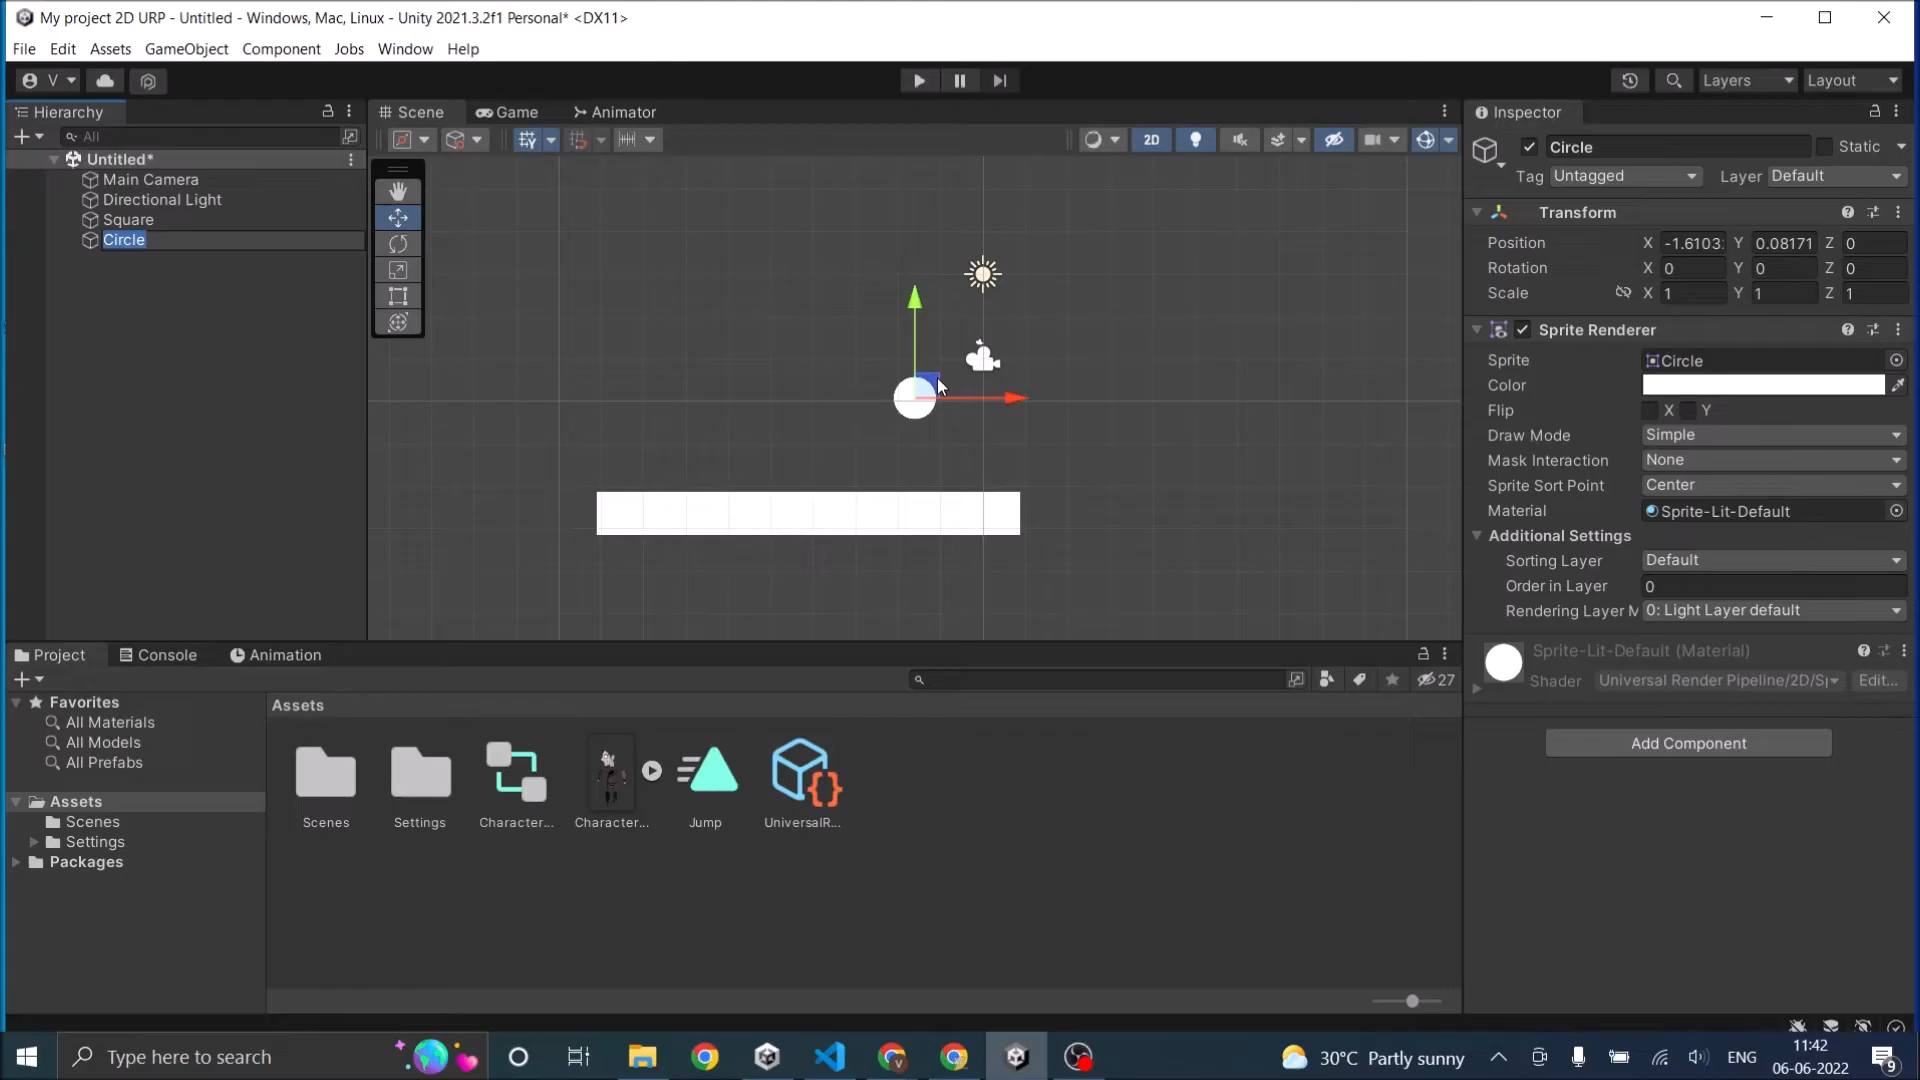 My project 2D URP - Untitled - Windows, Mac, Linux - Unity 2021.3.2f1 Personal* <DX11>
File Edit Assets GameObject Component Jobs Window Help
V Layers Layout
Hierarchy
Scene Game Animator
Inspector
All
2D
Circle Static
Untitled*
Tag Untagged Layer Default
Main Camera
Directional Light
Square
Circle
Transform
Position X -1.6103 Y 0.08171 Z 0
Rotation X 0 Y 0 Z 0
Scale X 1 Y 1 Z 1
Sprite Renderer
Sprite Circle
Color
Flip X Y
Draw Mode Simple
Mask Interaction None
Sprite Sort Point Center
Material Sprite-Lit-Default
Additional Settings
Sorting Layer Default
Order in Layer 0
Rendering Layer M 0: Light Layer default
Sprite-Lit-Default (Material)
Shader Universal Render Pipeline/2D/Sp Edit...
Add Component
Project Console Animation
27
Favorites
All Materials
All Models
All Prefabs
Assets
Scenes
Settings
Packages
Assets
Scenes Settings Character... Character... Jump UniversalR...
Type here to search
30°C Partly sunny
ENG
11:42
06-06-2022
9